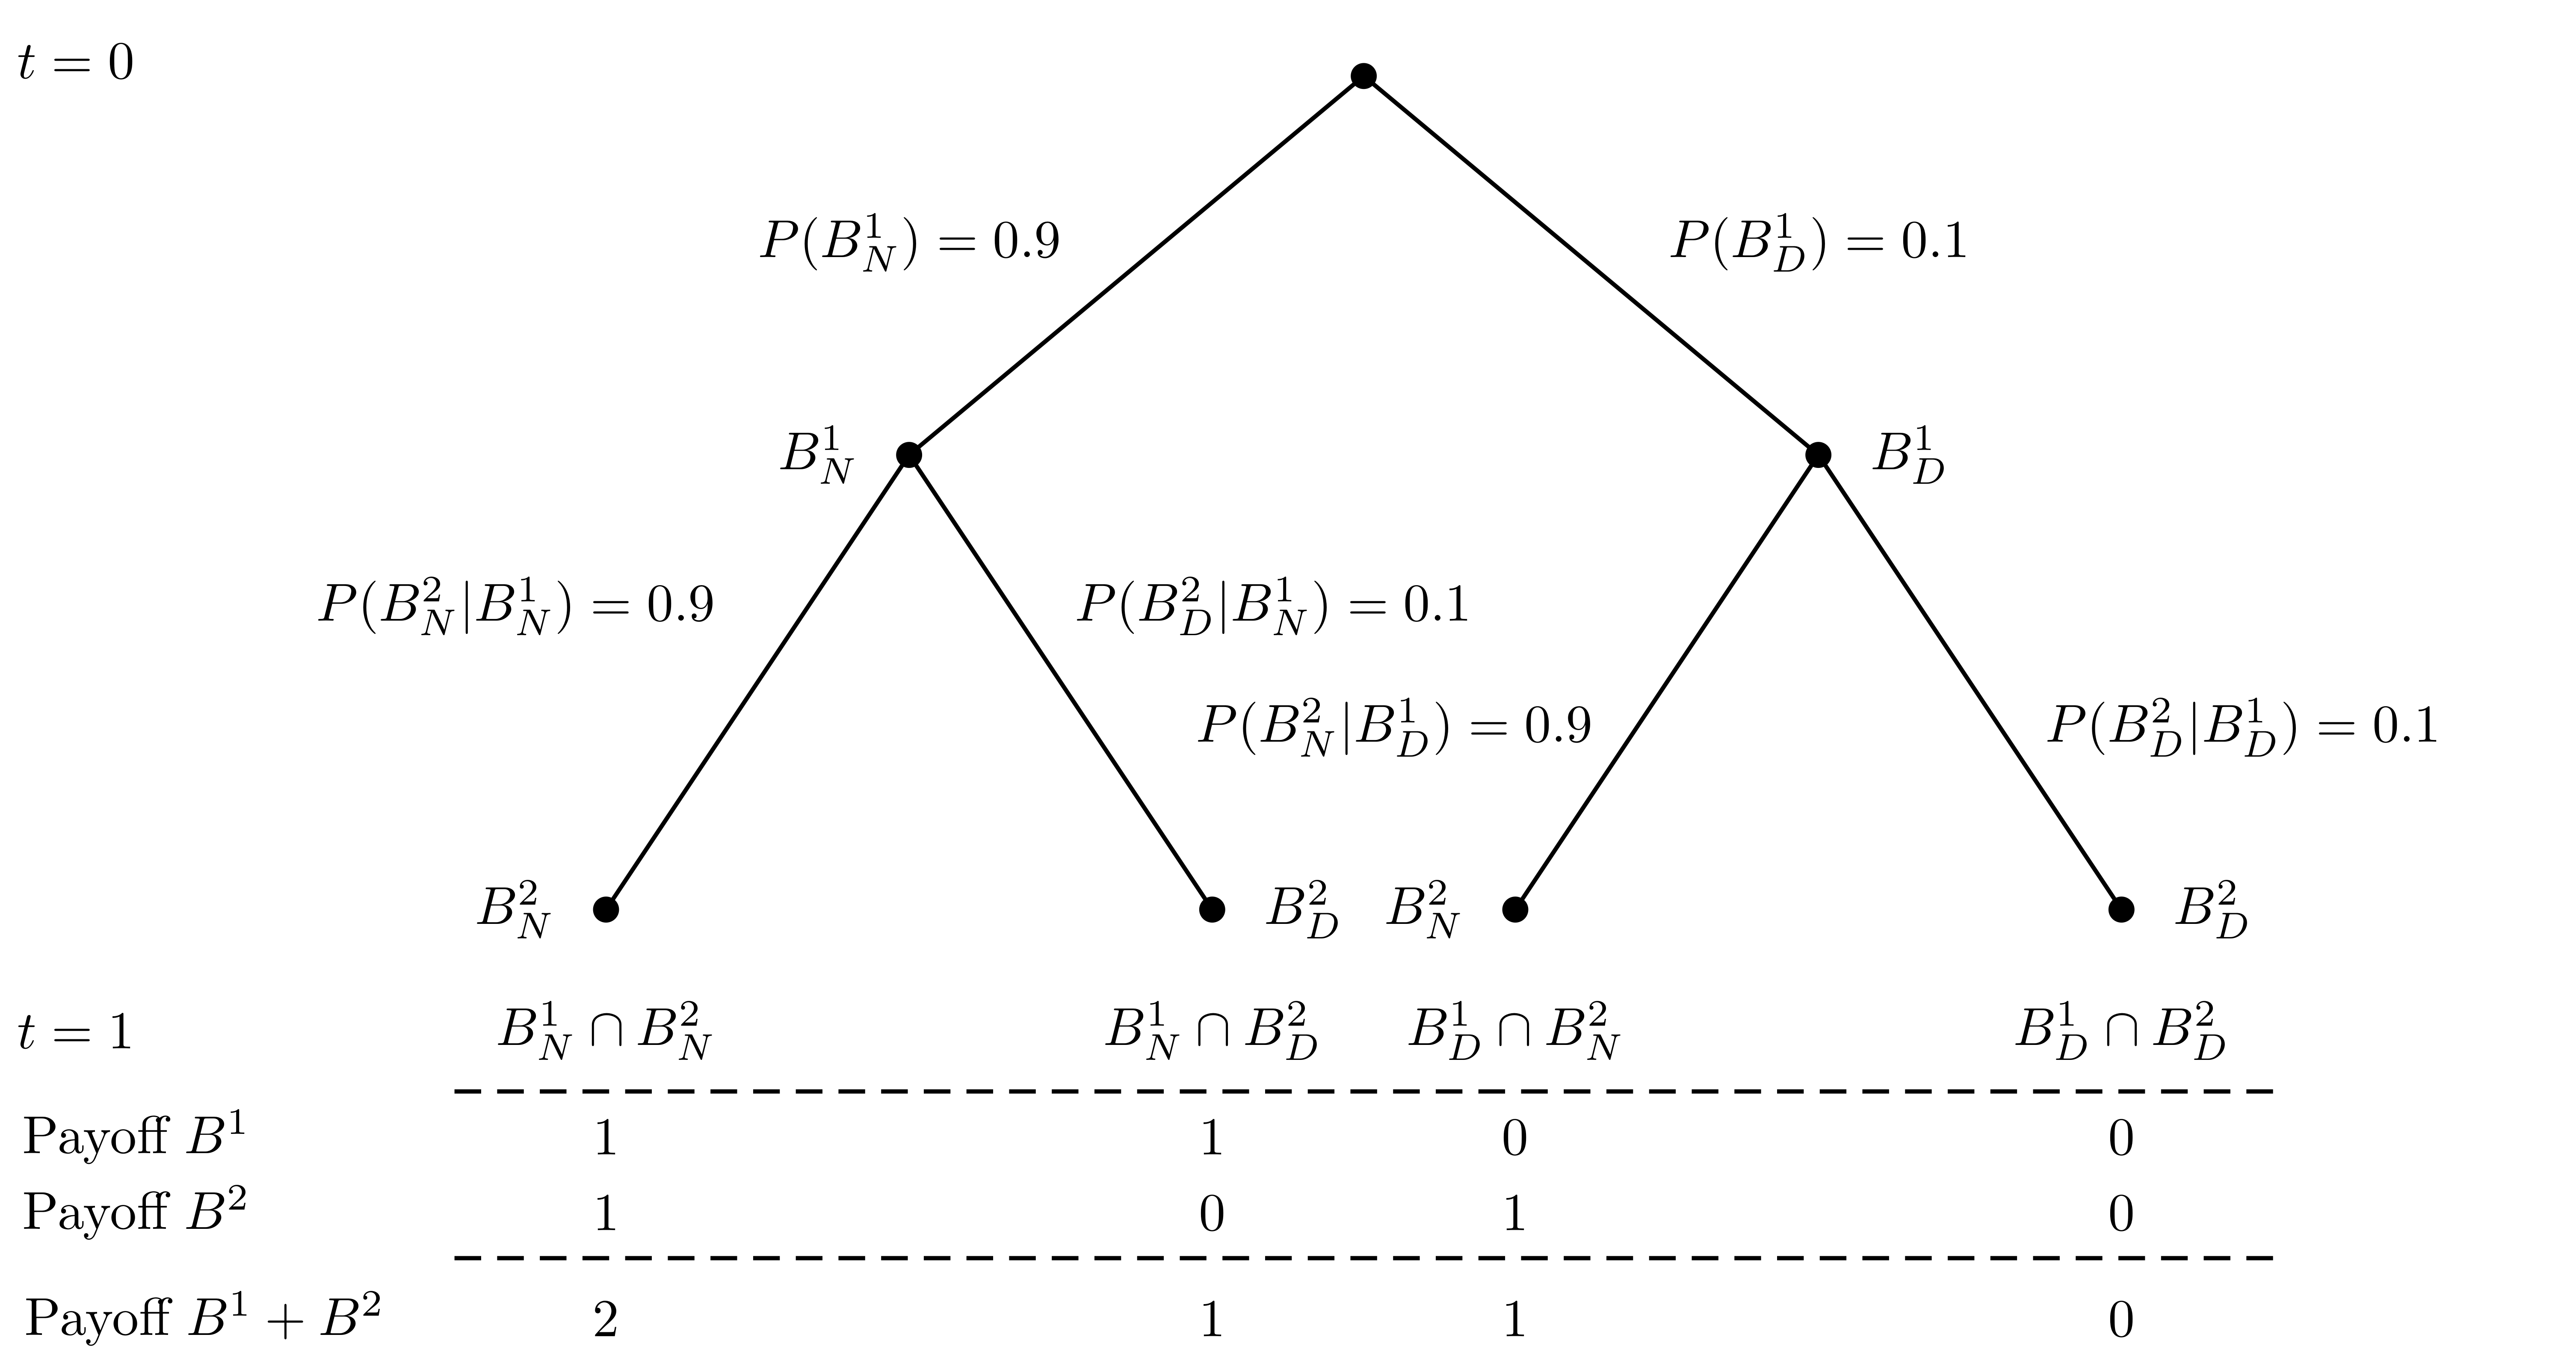 t = 0
P(B_N^1) = 0.9
P(B_D^1) = 0.1
B_N^1
B_D^1
P(B_N^2|B_N^1) = 0.9
P(B_D^2|B_N^1) = 0.1
P(B_N^2|B_D^1) = 0.9
P(B_D^2|B_D^1) = 0.1
B_N^2
B_D^2
B_N^2
B_D^2
t = 1 B_N^1 ∩ B_N^2 B_N^1 ∩ B_D^2 B_D^1 ∩ B_N^2 B_D^1 ∩ B_D^2
Payoff B^1 1 1 0 0
Payoff B^2 1 0 1 0
Payoff B^1 + B^2 2 1 1 0